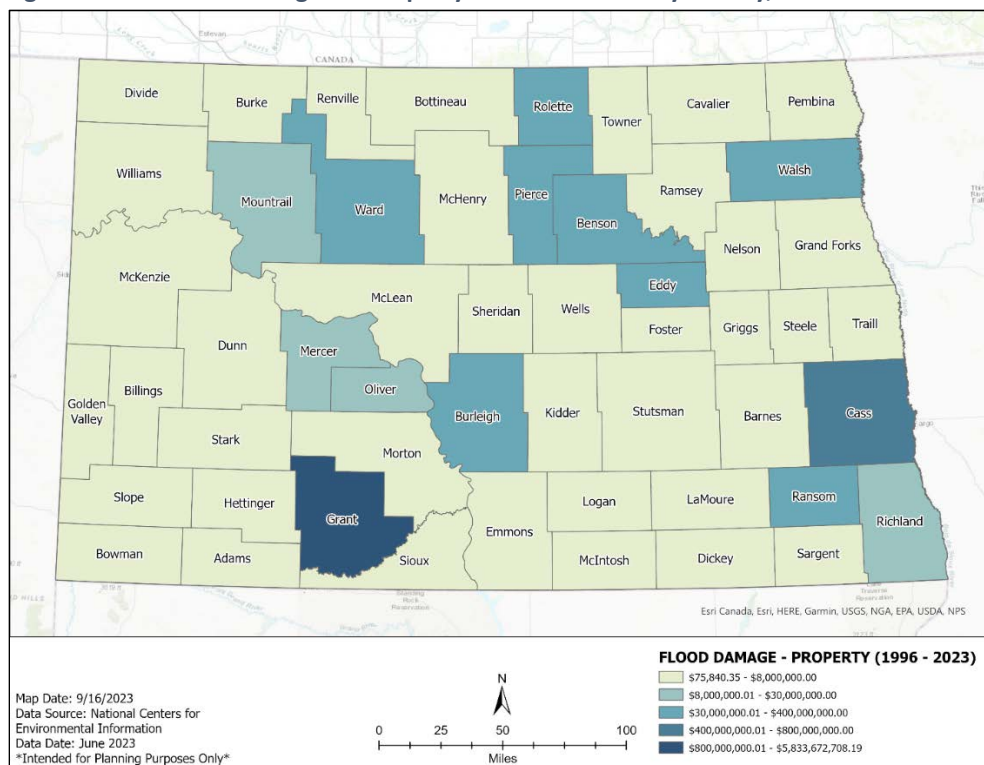 CANADA
Divide
Burke
Renville
Bottineau
Rolette
Towner
Cavalier
Pembina
Williams
Mountrail
Ward
McHenry
Pierce
Benson
Ramsey
Walsh
Nelson
Grand Forks
McKenzie
McLean
Sheridan
Wells
Eddy
Foster
Griggs
Steele
Traill
Dunn
Mercer
Oliver
Golden
Valley
Billings
Burleigh
Kidder
Stutsman
Barnes
Cass
Stark
Morton
Slope
Hettinger
Grant
Emmons
Logan
LaMoure
Ransom
Richland
Bowman
Adams
Sioux
McIntosh
Dickey
Sargent
Esri Canada, Esri, HERE, Garmin, USGS, NGA, EPA, USDA, NPS
FLOOD DAMAGE - PROPERTY (1996 - 2023)
$75,840.35 - $8,000,000.00
$8,000,000.01 - $30,000,000.00
$30,000,000.01 - $400,000,000.00
$400,000,000.01 - $800,000,000.00
$800,000,000.01 - $5,833,672,708.19
Map Date: 9/16/2023
Data Source: National Centers for
Environmental Information
Data Date: June 2023
*Intended for Planning Purposes Only*
N
0 25 50 100
Miles